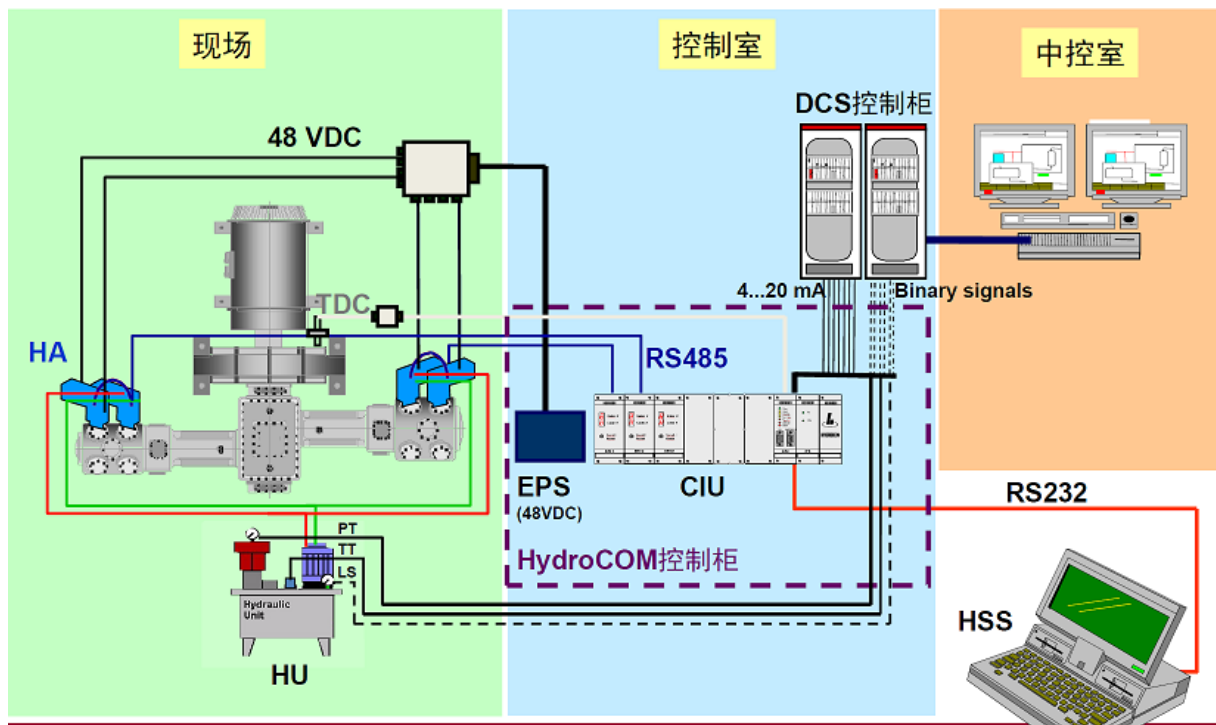 现场
控制室
中控室
DCS控制柜
48 VDC
4...20 mA
Binary signals
TDC
HA
RS485
EPS
(48VDC)
CIU
RS232
HydroCOM控制柜
PT
TT
LS
Hydraulic
Unit
HU
HSS